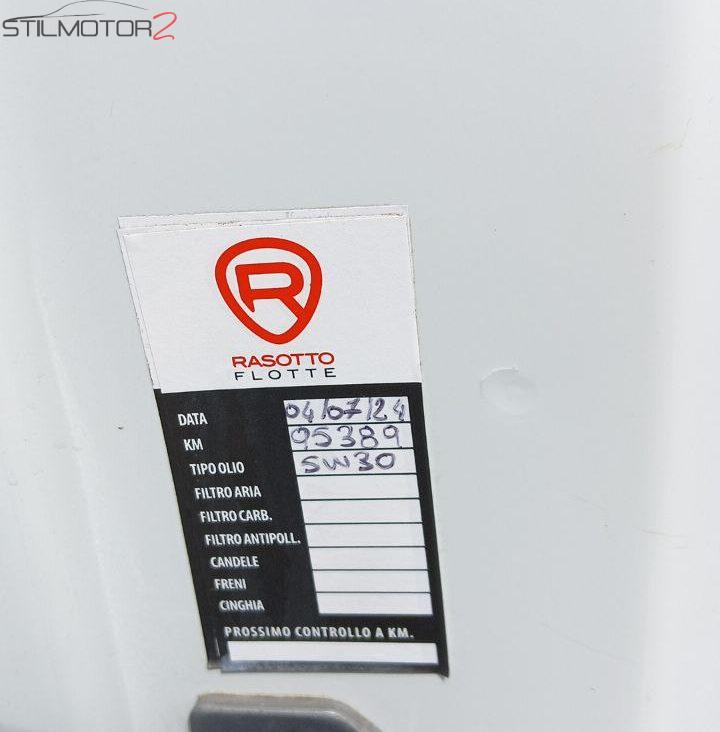 STILMOTOR2
R
RASOTTO
FLOTTE
DATA 04/07/24
KM 95389
TIPO OLIO 5W30
FILTRO ARIA
FILTRO CARB.
FILTRO ANTIPOLL.
CANDELE
FRENI
CINGHIA
PROSSIMO CONTROLLO A KM.